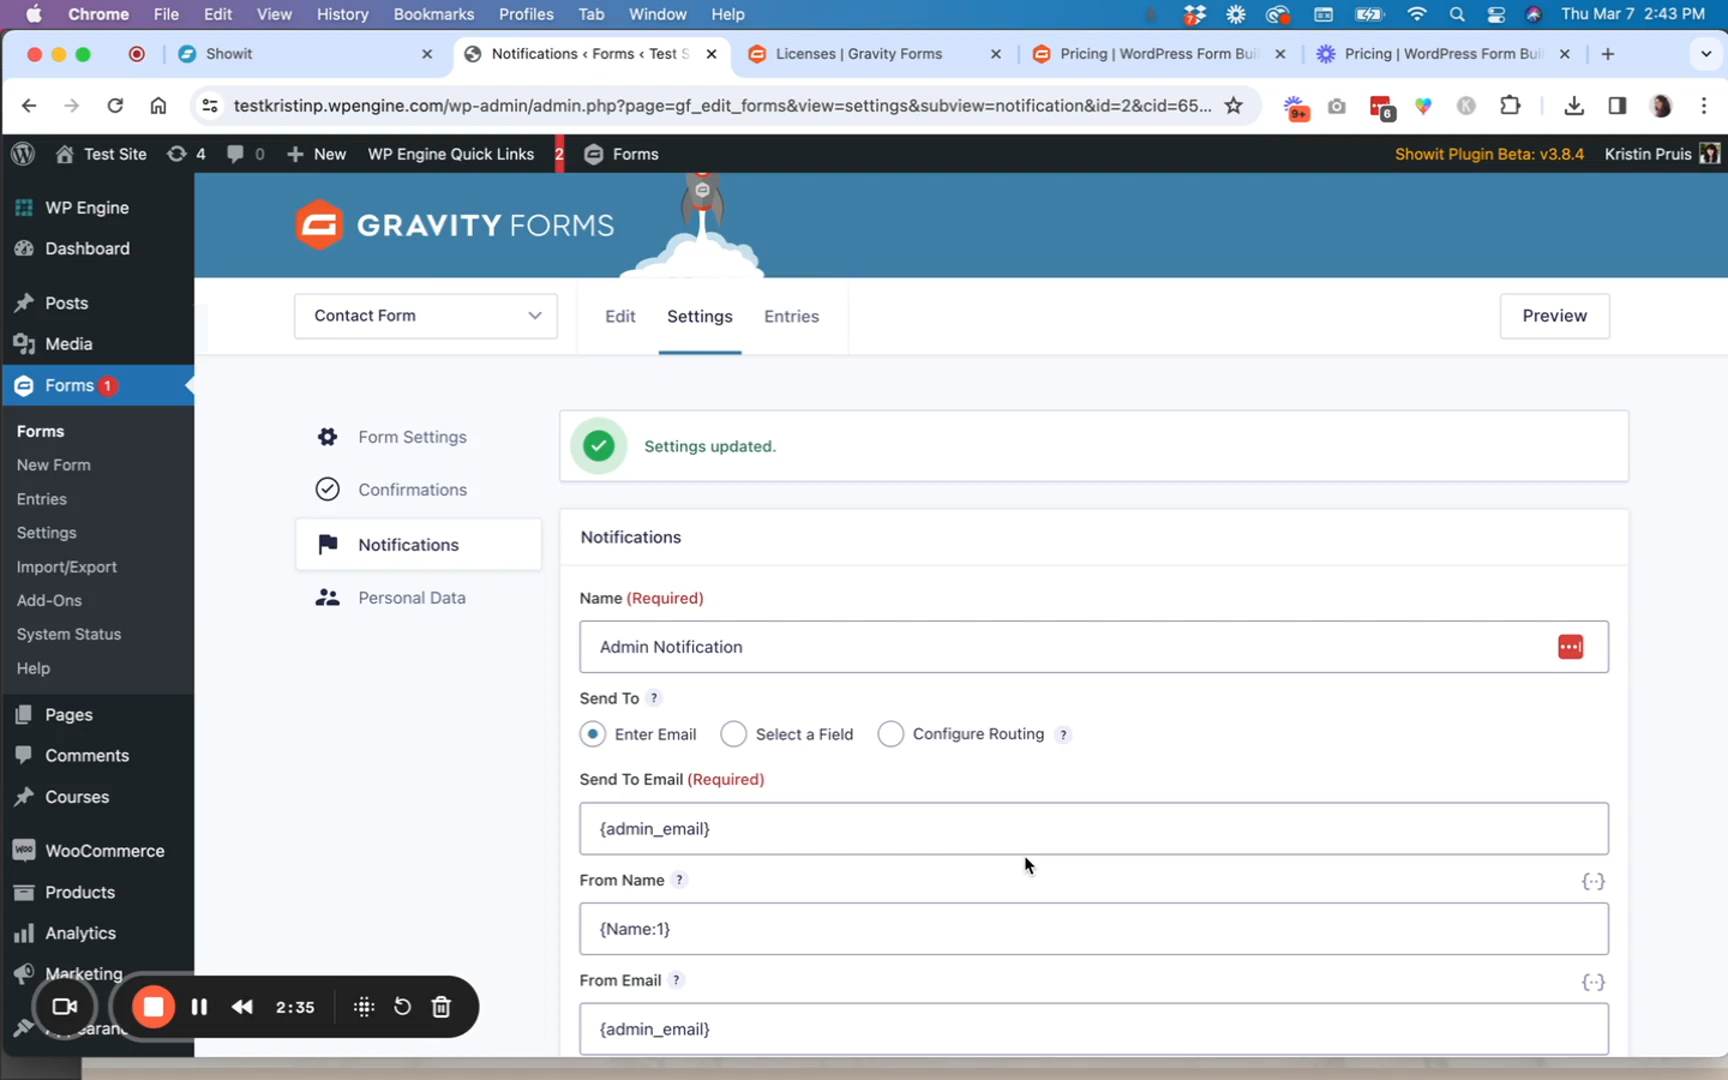 Chrome File Edit View History Bookmarks Profiles Tab Window Help Thu Mar 7 2:43 PM
Showit Notifications ‹ Forms ‹ Test S Licenses | Gravity Forms Pricing | WordPress Form Bui Pricing | WordPress Form Bui
testkristinp.wpengine.com/wp-admin/admin.php?page=gf_edit_forms&view=settings&subview=notification&id=2&cid=65... 9+ 6 K
Test Site 4 0 New WP Engine Quick Links 2 Forms Showit Plugin Beta: v3.8.4 Kristin Pruis
WP Engine
Dashboard
Posts
Media
Forms 1
Forms
New Form
Entries
Settings
Import/Export
Add-Ons
System Status
Help
Pages
Comments
Courses
WooCommerce
Products
Analytics
Marketing
GRAVITY FORMS
Contact Form
Edit Settings Entries
Preview
Form Settings
Confirmations
Notifications
Personal Data
Settings updated.
Notifications
Name (Required)
Admin Notification
Send To ?
Enter Email Select a Field Configure Routing ?
Send To Email (Required)
{admin_email}
From Name ?
{Name:1}
From Email ?
{admin_email}
2:35